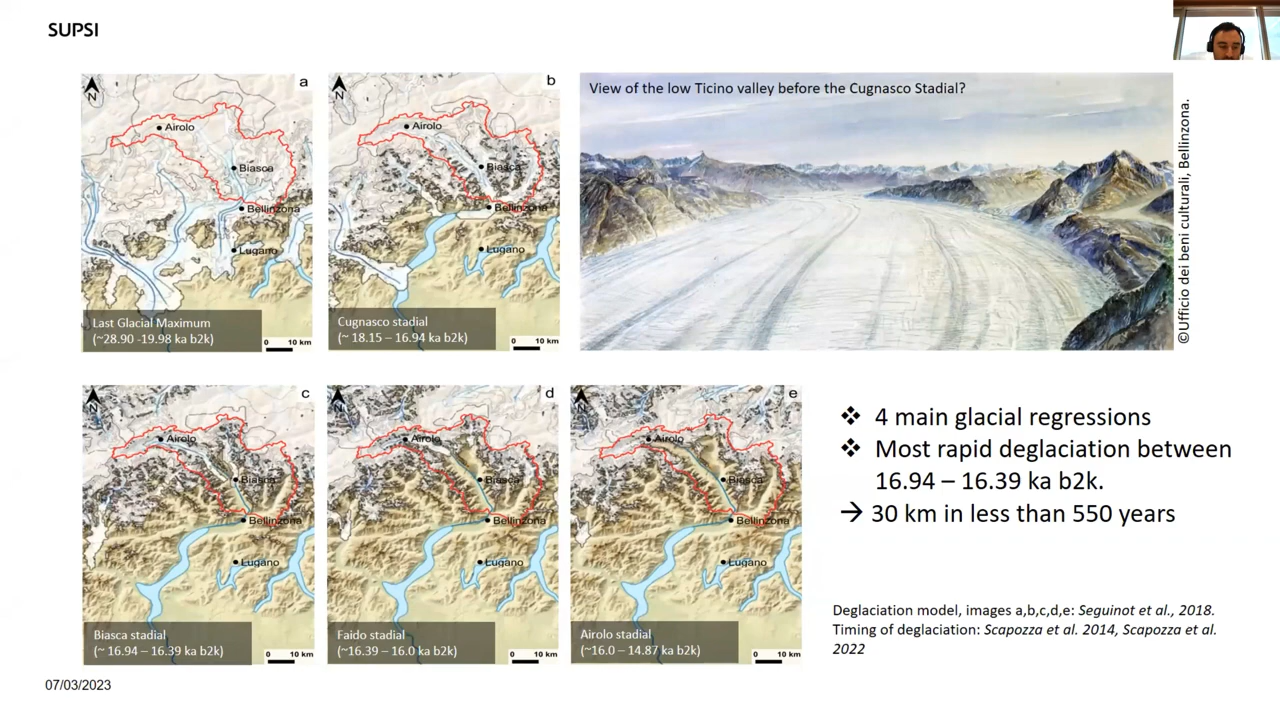 SUPSI
N
a
Airolo
Biasca
Bellinzona
Lugano
Last Glacial Maximum
(~28.90 -19.98 ka b2k)
0 10 km
N
b
Airolo
Biasca
Bellinzona
Lugano
Cugnasco stadial
(~ 18.15 – 16.94 ka b2k)
0 10 km
View of the low Ticino valley before the Cugnasco Stadial?
©Ufficio dei beni culturali, Bellinzona.
N
c
Airolo
Biasca
Bellinzona
Lugano
Biasca stadial
(~ 16.94 – 16.39 ka b2k)
0 10 km
N
d
Airolo
Biasca
Bellinzona
Lugano
Faido stadial
(~16.39 – 16.0 ka b2k)
0 10 km
N
e
Airolo
Biasca
Bellinzona
Lugano
Airolo stadial
(~16.0 – 14.87 ka b2k)
0 10 km
❖ 4 main glacial regressions
❖ Most rapid deglaciation between
16.94 – 16.39 ka b2k.
→ 30 km in less than 550 years
Deglaciation model, images a,b,c,d,e: Seguinot et al., 2018.
Timing of deglaciation: Scapozza et al. 2014, Scapozza et al.
2022
07/03/2023